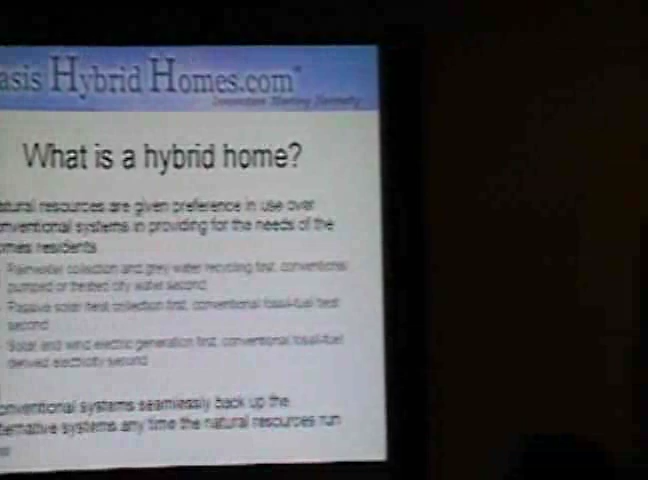 asis Hybrid Homes.com
What is a hybrid home?
atural resources are given preference in use over
onventional systems in providing for the needs of the
omes residents
Rainwater collection and grey water recycling first, conventional
pumped or treated city water second
Passive solar heat collection first, conventional fossil-fuel heat
second
Solar and wind electric generation first, conventional fossil-fuel
derived electricity second
onventional systems seamlessly back up the
ternative systems any time the natural resources run